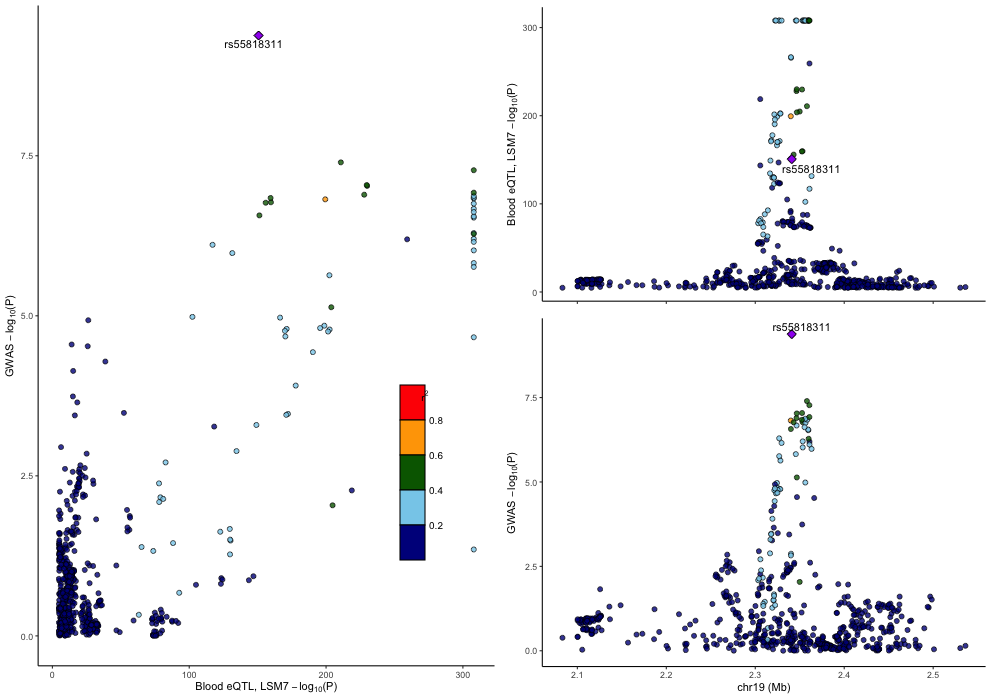 rs55818311
GWAS −log10(P)
7.5
5.0
2.5
0.0
0
100
200
300
Blood eQTL, LSM7 −log10(P)
r2
0.8
0.6
0.4
0.2
Blood eQTL, LSM7 −log10(P)
300
200
100
0
rs55818311
rs55818311
GWAS −log10(P)
7.5
5.0
2.5
0.0
2.1
2.2
2.3
2.4
2.5
chr19 (Mb)